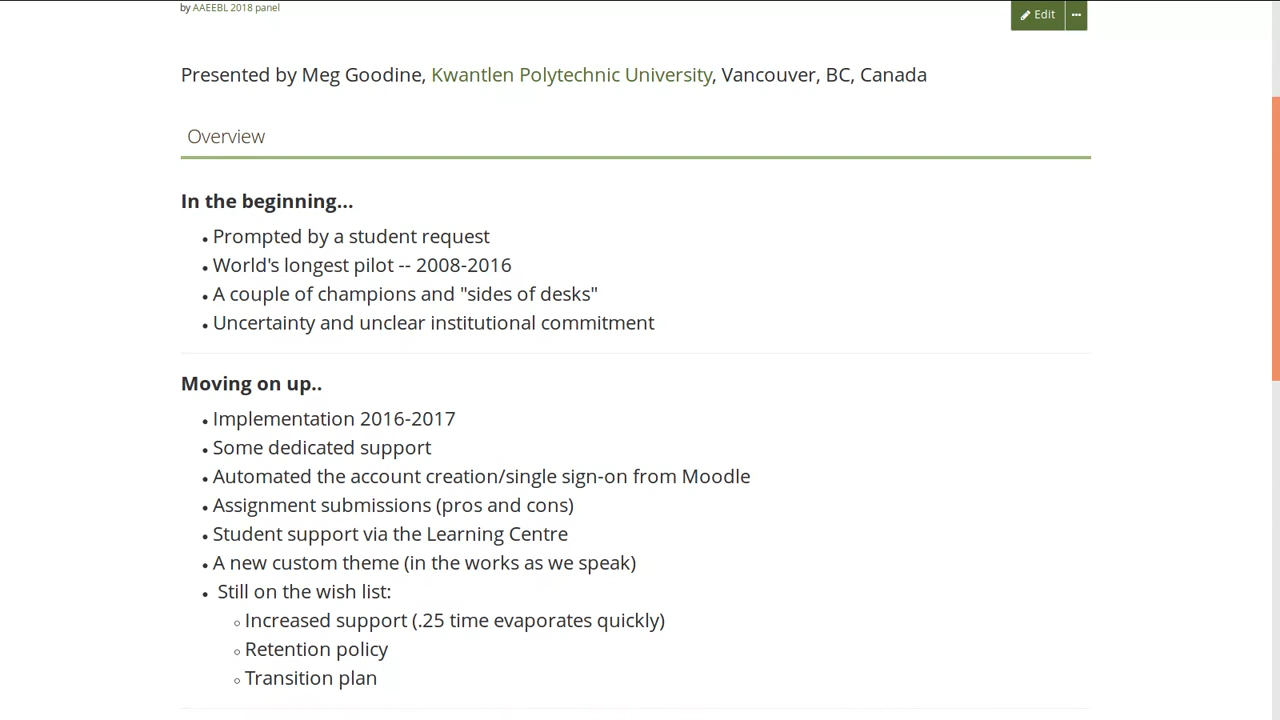 by AAEEBL 2018 panel
Edit
Presented by Meg Goodine, Kwantlen Polytechnic University, Vancouver, BC, Canada
Overview
In the beginning...
• Prompted by a student request
• World's longest pilot -- 2008-2016
• A couple of champions and "sides of desks"
• Uncertainty and unclear institutional commitment
Moving on up..
• Implementation 2016-2017
• Some dedicated support
• Automated the account creation/single sign-on from Moodle
• Assignment submissions (pros and cons)
• Student support via the Learning Centre
• A new custom theme (in the works as we speak)
• Still on the wish list:
◦ Increased support (.25 time evaporates quickly)
◦ Retention policy
◦ Transition plan